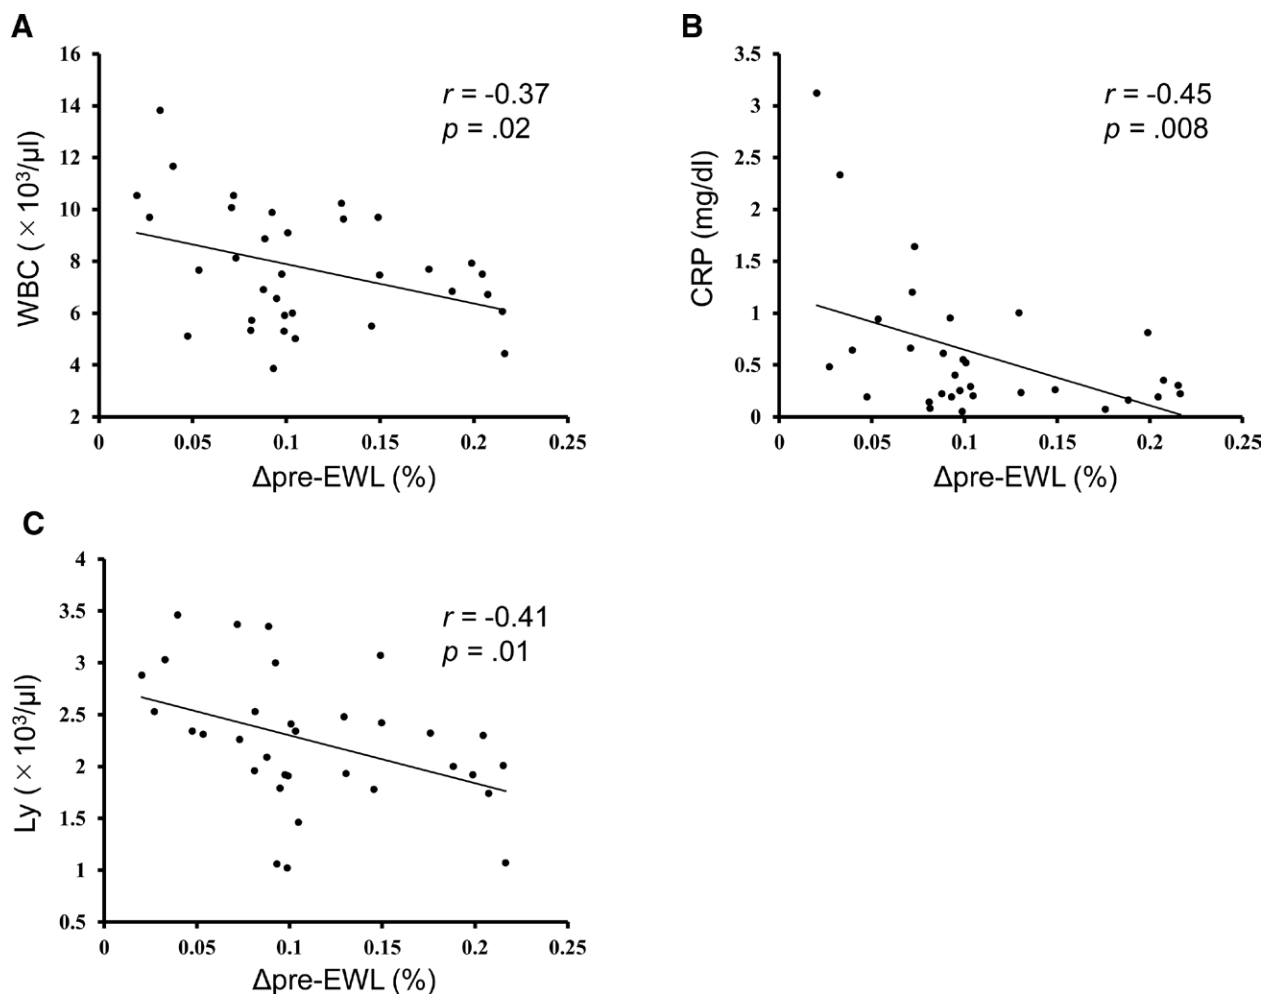 A
16
14
12
10
8
6
4
2
0
0.05
0.1
0.15
0.2
0.25
WBC (×10³/μl)
Δpre-EWL (%)
r = -0.37
p = .02
B
3.5
3
2.5
2
1.5
1
0.5
0
0
0.05
0.1
0.15
0.2
0.25
CRP (mg/dl)
Δpre-EWL (%)
r = -0.45
p = .008
C
4
3.5
3
2.5
2
1.5
1
0.5
0
0.05
0.1
0.15
0.2
0.25
Ly (×10³/μl)
Δpre-EWL (%)
r = -0.41
p = .01